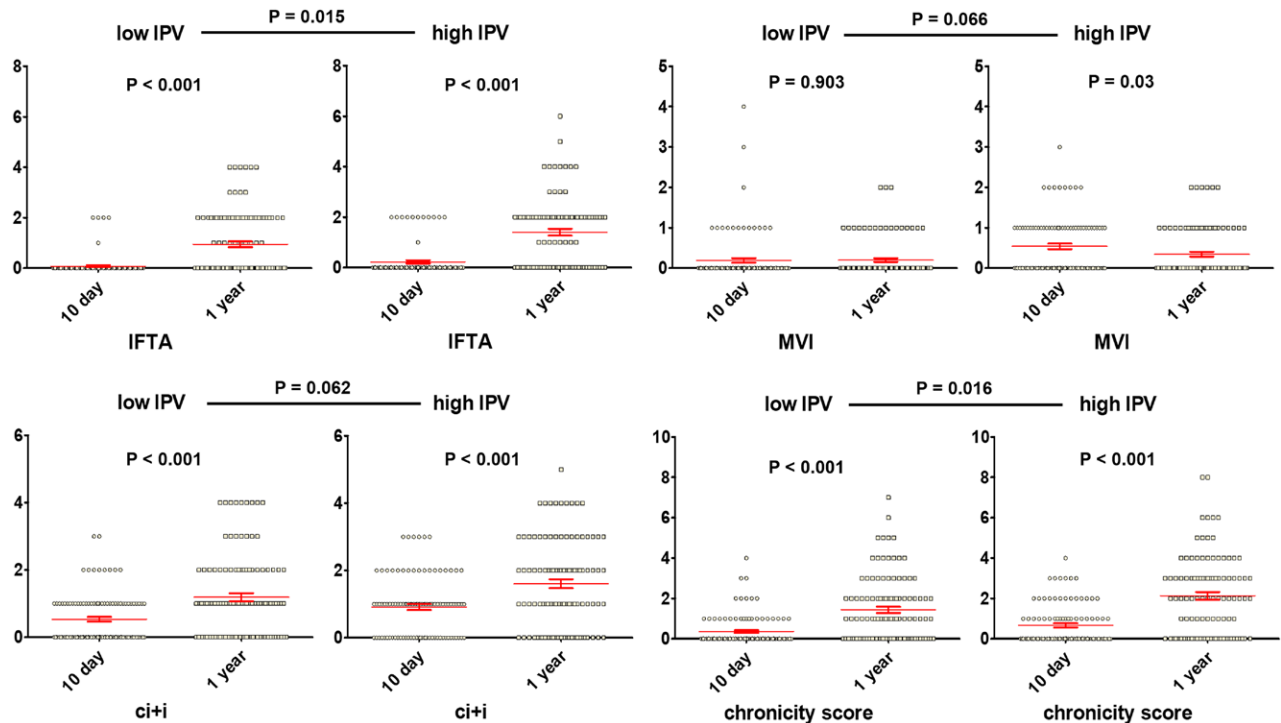 P = 0.015
low IPV high IPV
P < 0.001
P < 0.001
8
6
4
2
0
8
6
4
2
0
10 day
1 year
10 day
1 year
IFTA
IFTA
P = 0.066
low IPV high IPV
P = 0.903
P = 0.03
5
4
3
2
1
0
5
4
3
2
1
0
10 day
1 year
10 day
1 year
MVI
MVI
P = 0.062
low IPV high IPV
P < 0.001
P < 0.001
6
4
2
0
6
4
2
0
10 day
1 year
10 day
1 year
ci+i
ci+i
P = 0.016
low IPV high IPV
P < 0.001
P < 0.001
10
8
6
4
2
0
10
8
6
4
2
0
10 day
1 year
10 day
1 year
chronicity score
chronicity score